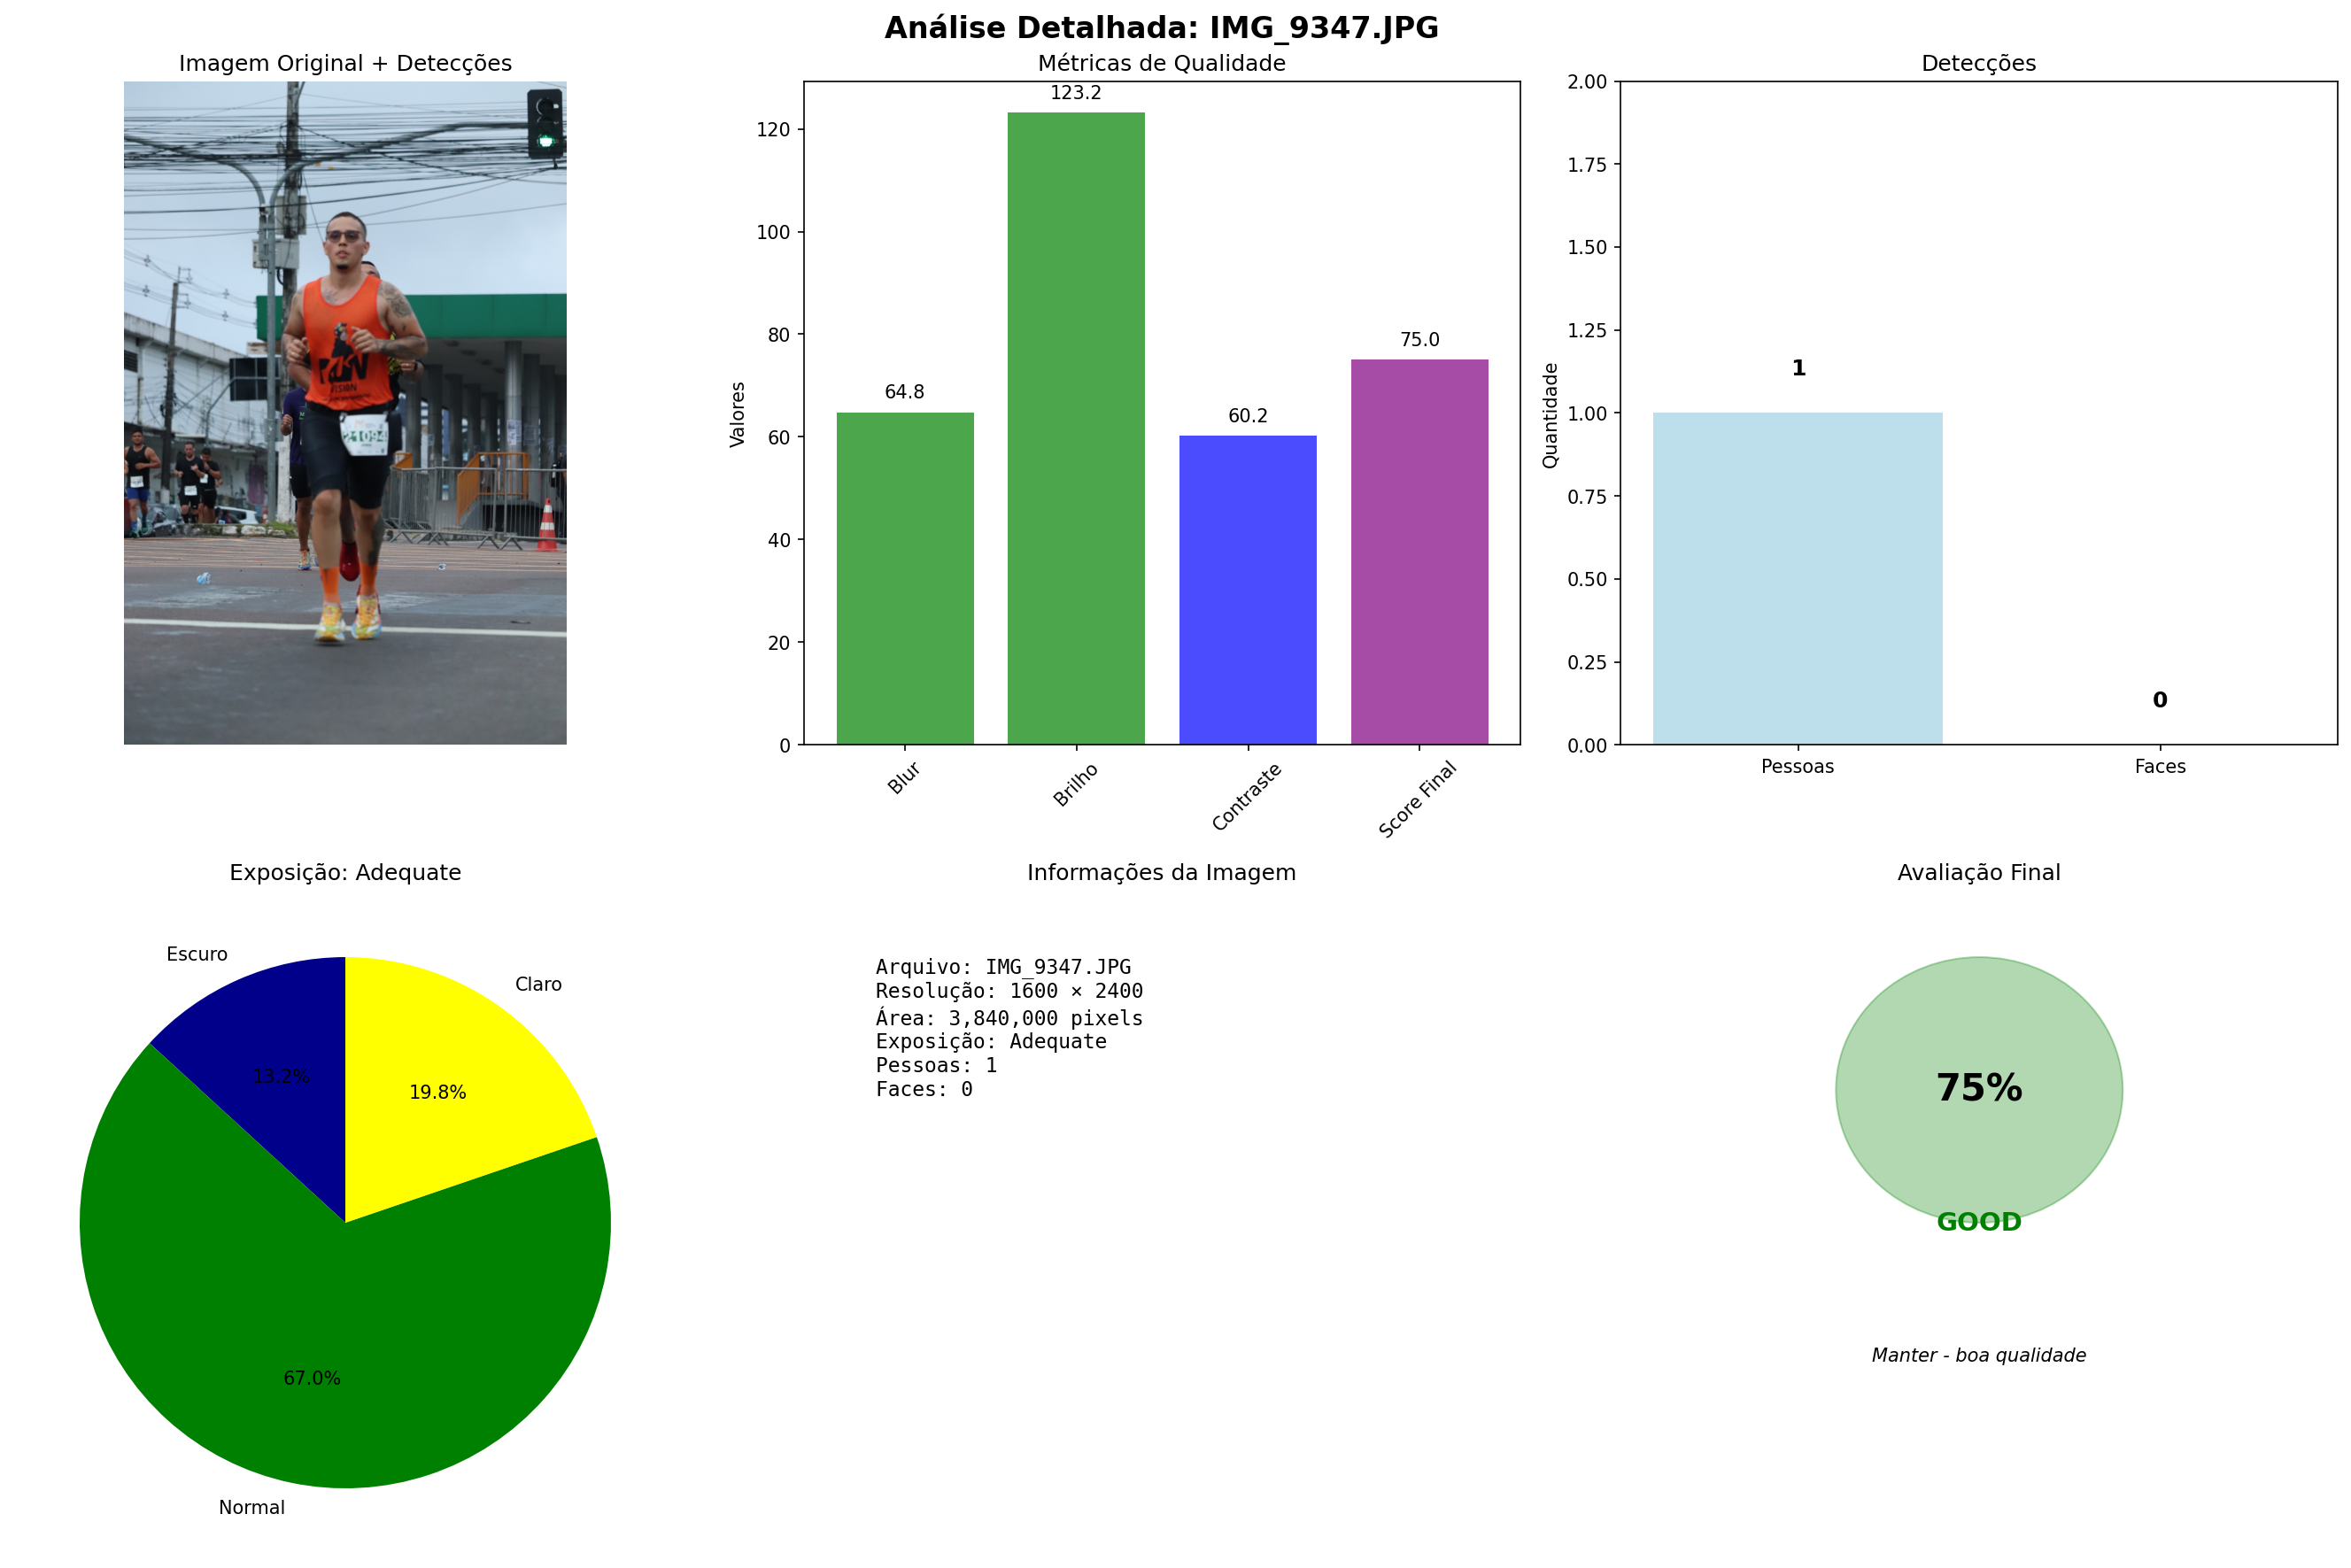 Análise Detalhada: IMG_9347.JPG
Imagem Original + Detecções
21094
VISION
Métricas de Qualidade
Valores
120
100
80
60
40
20
0
64.8
123.2
60.2
75.0
Blur
Brilho
Contraste
Score Final
Detecções
Quantidade
2.00
1.75
1.50
1.25
1.00
0.75
0.50
0.25
0.00
1
0
Pessoas
Faces
Exposição: Adequate
Escuro
Claro
13.2%
19.8%
67.0%
Normal
Informações da Imagem
Arquivo: IMG_9347.JPG
Resolução: 1600 × 2400
Área: 3,840,000 pixels
Exposição: Adequate
Pessoas: 1
Faces: 0
Avaliação Final
75%
GOOD
Manter - boa qualidade